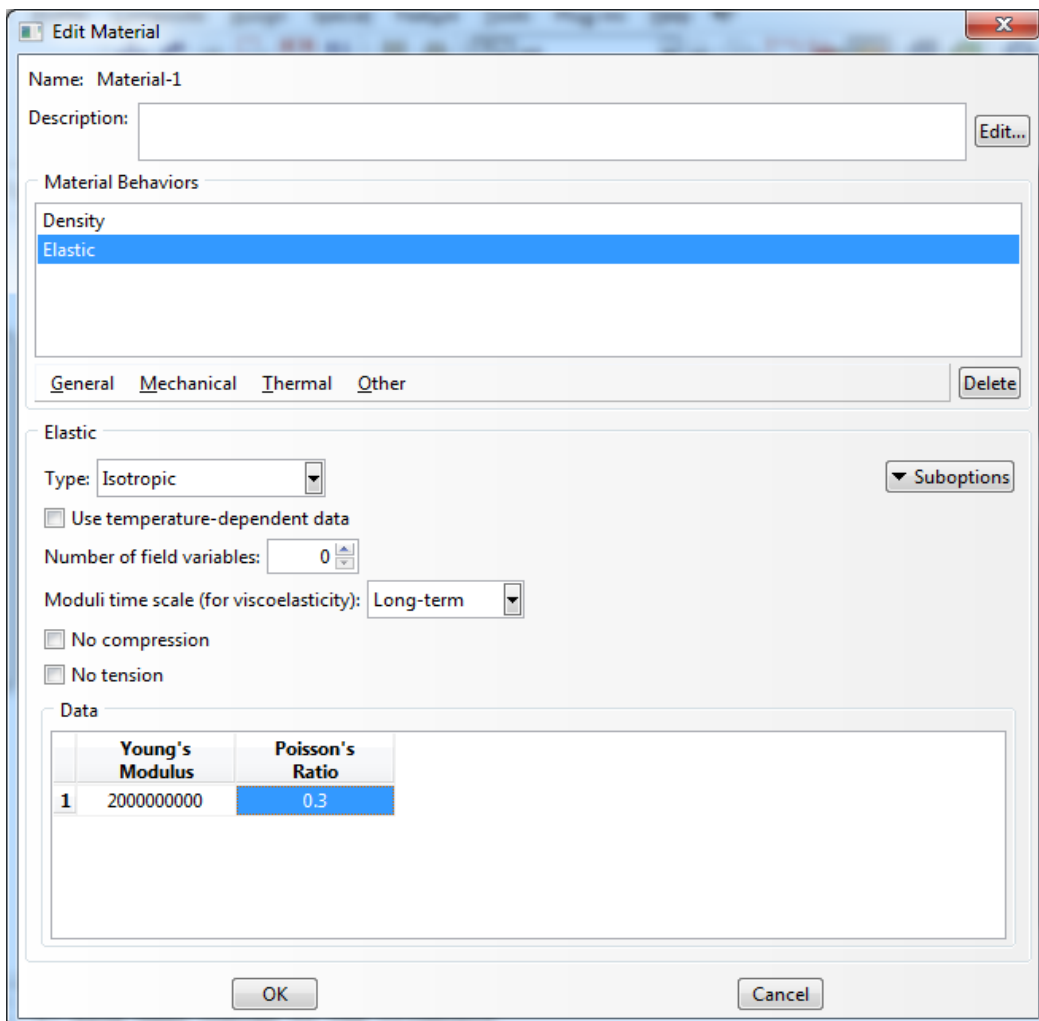 Edit Material
Name: Material-1
Description:
Edit...
Material Behaviors
Density
Elastic
General Mechanical Thermal Other Delete
Elastic
Type: Isotropic Suboptions
Use temperature-dependent data
Number of field variables: 0
Moduli time scale (for viscoelasticity): Long-term
No compression
No tension
Data
Young's Poisson's
Modulus Ratio
1 2000000000 0.3
OK Cancel